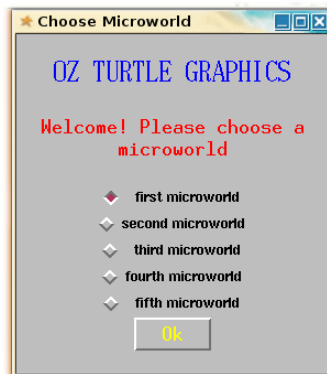 Choose Microworld
OZ TURTLE GRAPHICS
Welcome! Please choose a
microworld
first microworld
second microworld
third microworld
fourth microworld
fifth microworld
Ok